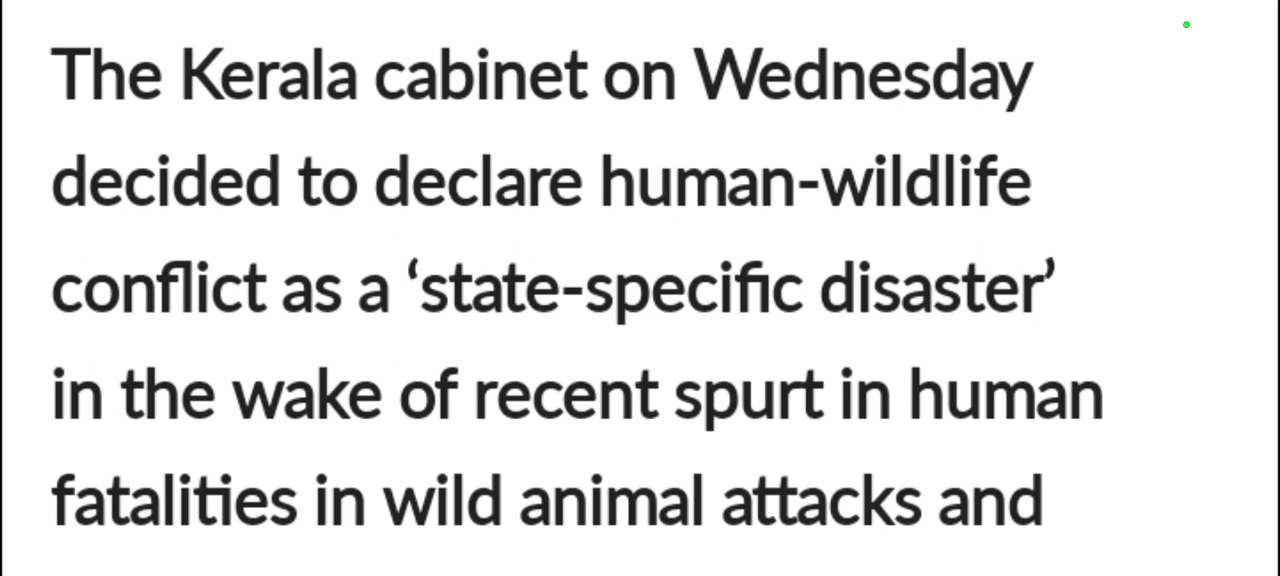 The Kerala cabinet on Wednesday
decided to declare human-wildlife
conflict as a ‘state-specific disaster’
in the wake of recent spurt in human
fatalities in wild animal attacks and